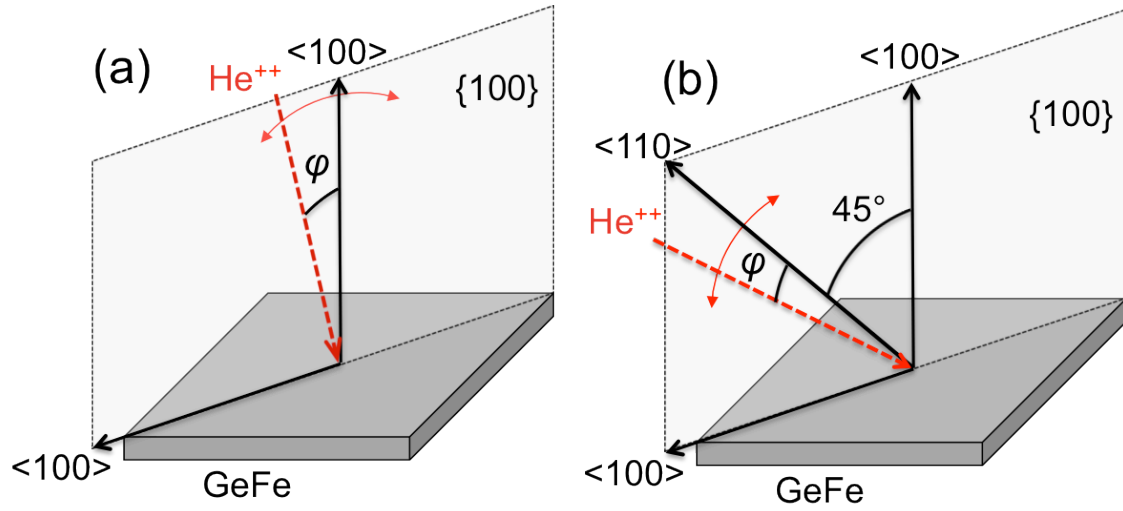 (a)
<100>
He++
{100}
φ
<100>
GeFe
(b)
<100>
{100}
<110>
He++
45°
φ
<100>
GeFe